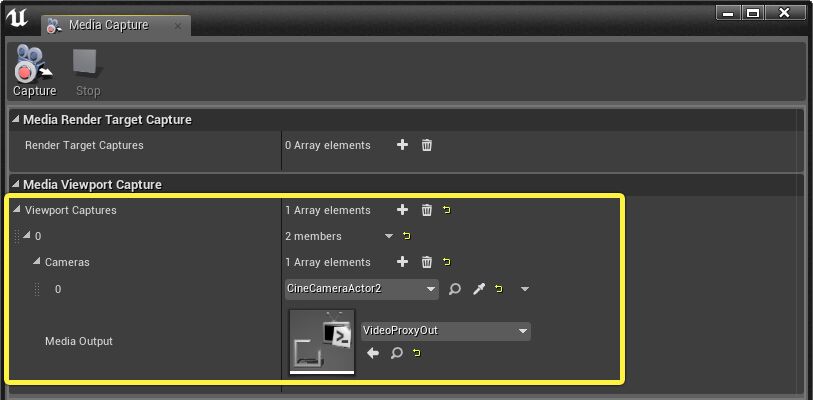 Media Capture
Capture Stop
Media Render Target Capture
Render Target Captures 0 Array elements
Media Viewport Capture
Viewport Captures 1 Array elements
0 2 members
Cameras 1 Array elements
0 CineCameraActor2
Media Output VideoProxyOut